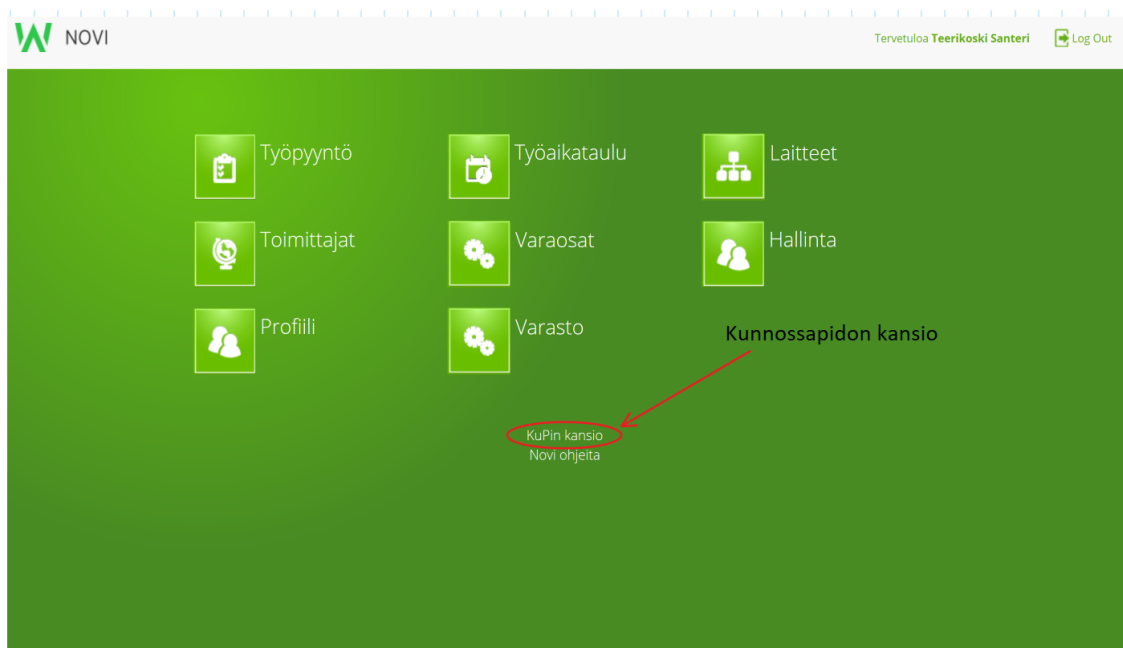 NOVI
Tervetuloa Teerikoski Santeri
Log Out
Työpyyntö
Työaikataulu
Laitteet
Toimittajat
Varaosat
Hallinta
Profiili
Varasto
Kunnossapidon kansio
KuPin kansio
Novi ohjeita